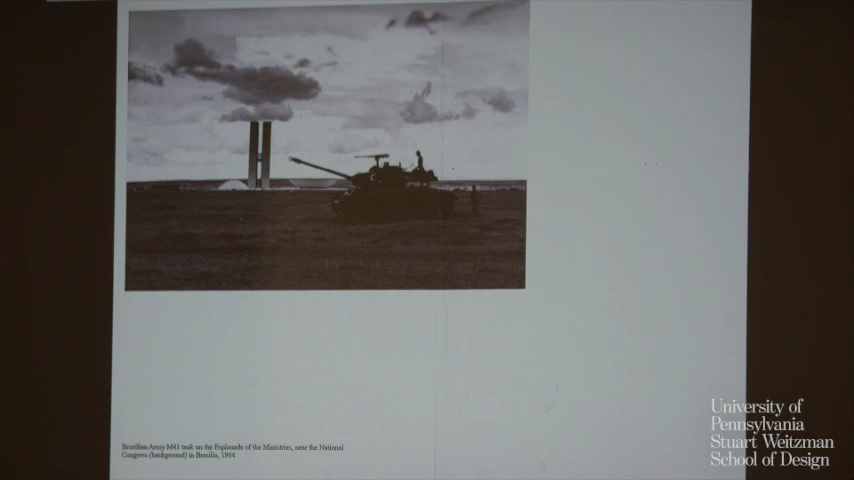 Brazilian Army M41 tank on the Esplanade of the Ministries, near the National
Congress (background) in Brasilia, 1964
University of
Pennsylvania
Stuart Weitzman
School of Design